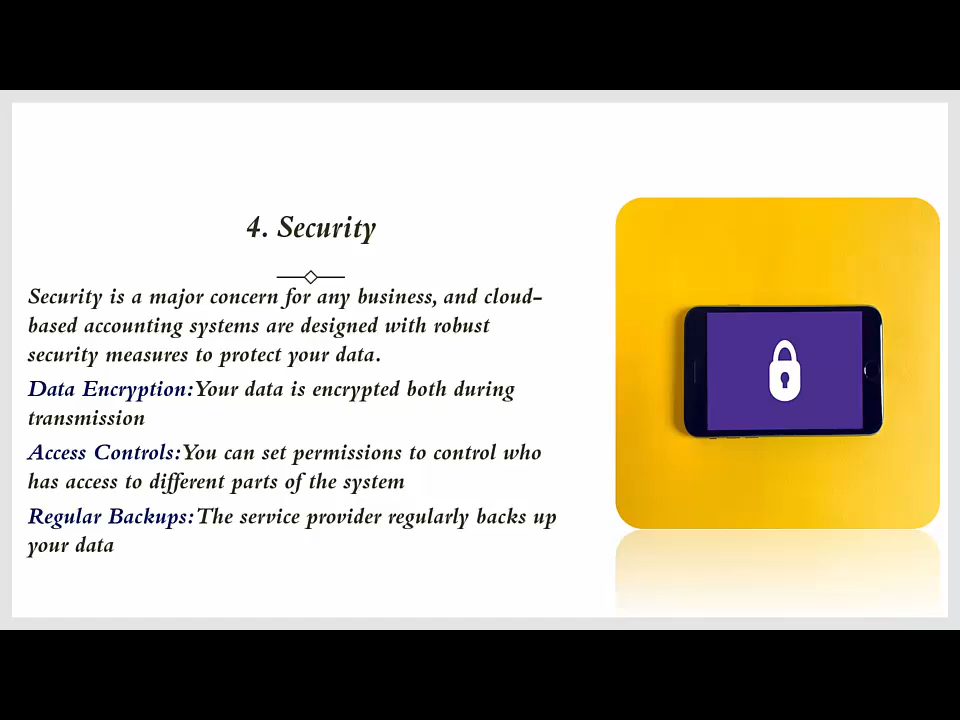 4. Security
Security is a major concern for any business, and cloud-
based accounting systems are designed with robust
security measures to protect your data.
Data Encryption:Your data is encrypted both during
transmission
Access Controls:You can set permissions to control who
has access to different parts of the system
Regular Backups:The service provider regularly backs up
your data